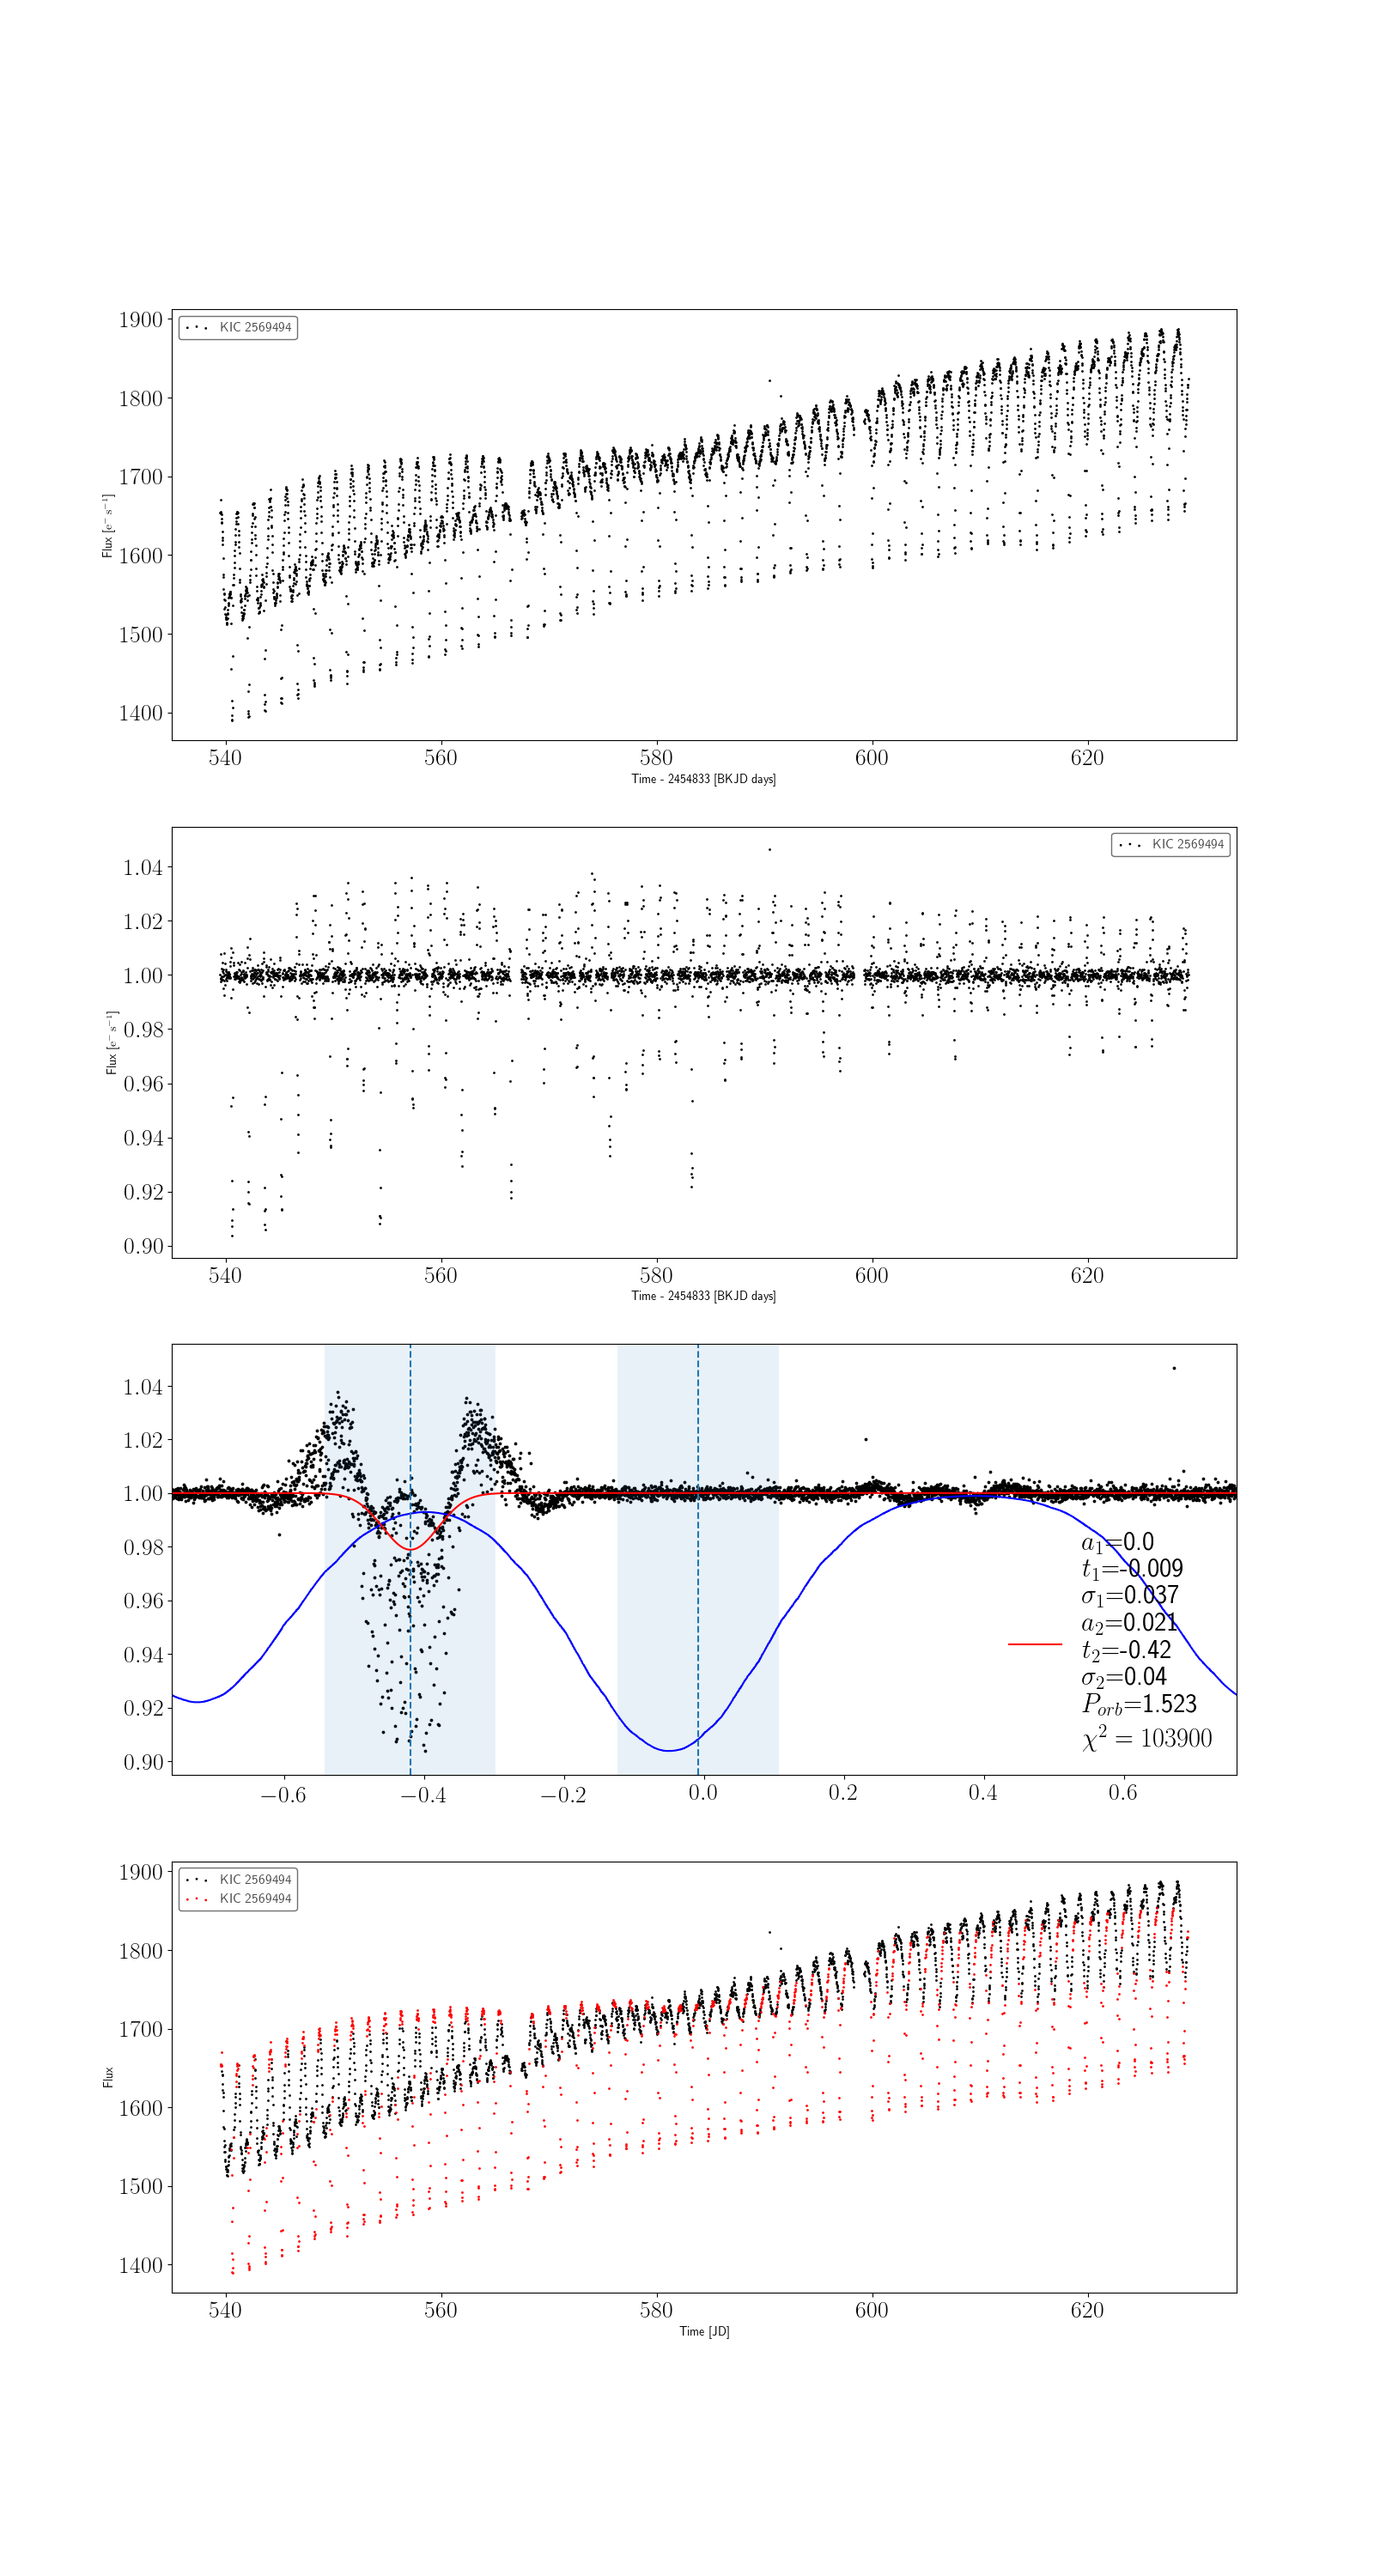 1900
1800
1700
1600
1500
1400
Flux [e⁻ s⁻¹]
KIC 2569494
540 560 580 600 620
Time - 2454833 [BKJD days]
1.04
1.02
1.00
0.98
0.96
0.94
0.92
0.90
Flux [e⁻ s⁻¹]
KIC 2569494
540 560 580 600 620
Time - 2454833 [BKJD days]
1.04
1.02
1.00
0.98
0.96
0.94
0.92
0.90
a₁=0.0
t₁=-0.009
σ₁=0.037
a₂=0.021
t₂=-0.42
σ₂=0.04
P_orb=1.523
χ² = 103900
−0.6 −0.4 −0.2 0.0 0.2 0.4 0.6
1900
1800
1700
1600
1500
1400
Flux
KIC 2569494
KIC 2569494
540 560 580 600 620
Time [JD]